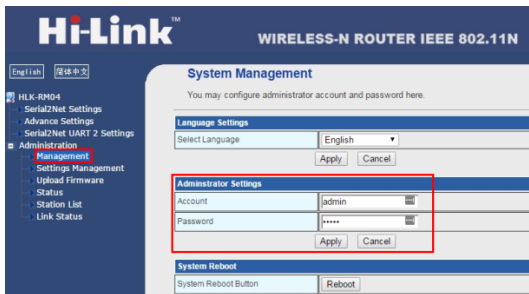 Hi-Link™
WIRELESS-N ROUTER IEEE 802.11N
English 简体中文
HLK-RM04
Serial2Net Settings
Advance Settings
Serial2Net UART 2 Settings
Administration
Management
Settings Management
Upload Firmware
Status
Station List
Link Status
System Management
You may configure administrator account and password here.
Language Settings
Select Language English
Apply Cancel
Adminstrator Settings
Account admin
Password •••••
Apply Cancel
System Reboot
System Reboot Button Reboot